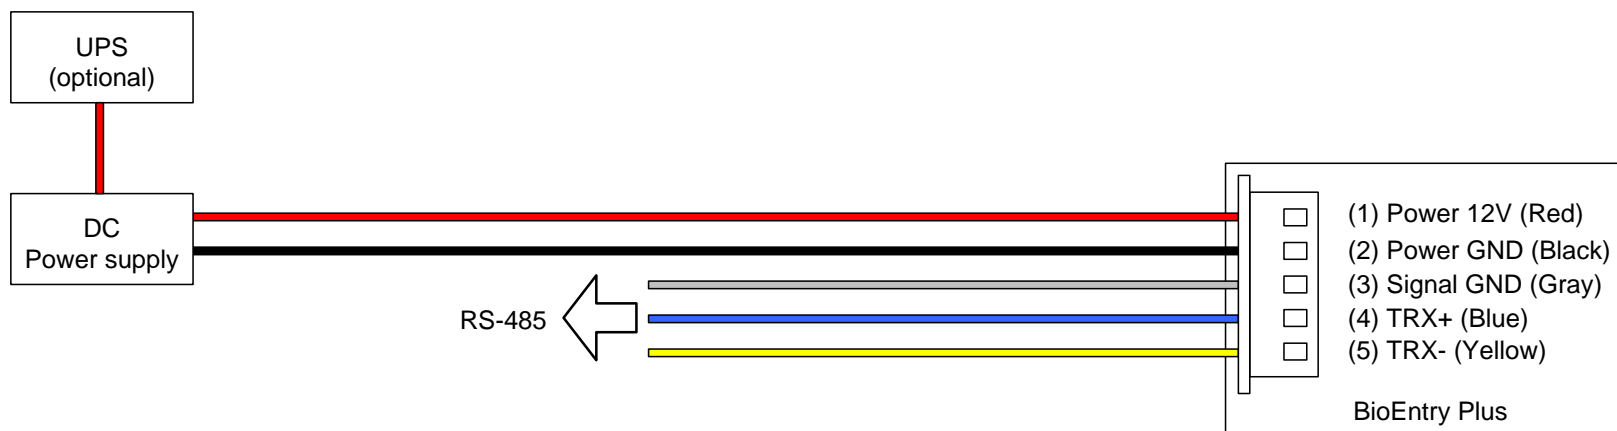 UPS
(optional)
DC
Power supply
RS-485
(1) Power 12V (Red)
(2) Power GND (Black)
(3) Signal GND (Gray)
(4) TRX+ (Blue)
(5) TRX- (Yellow)
BioEntry Plus